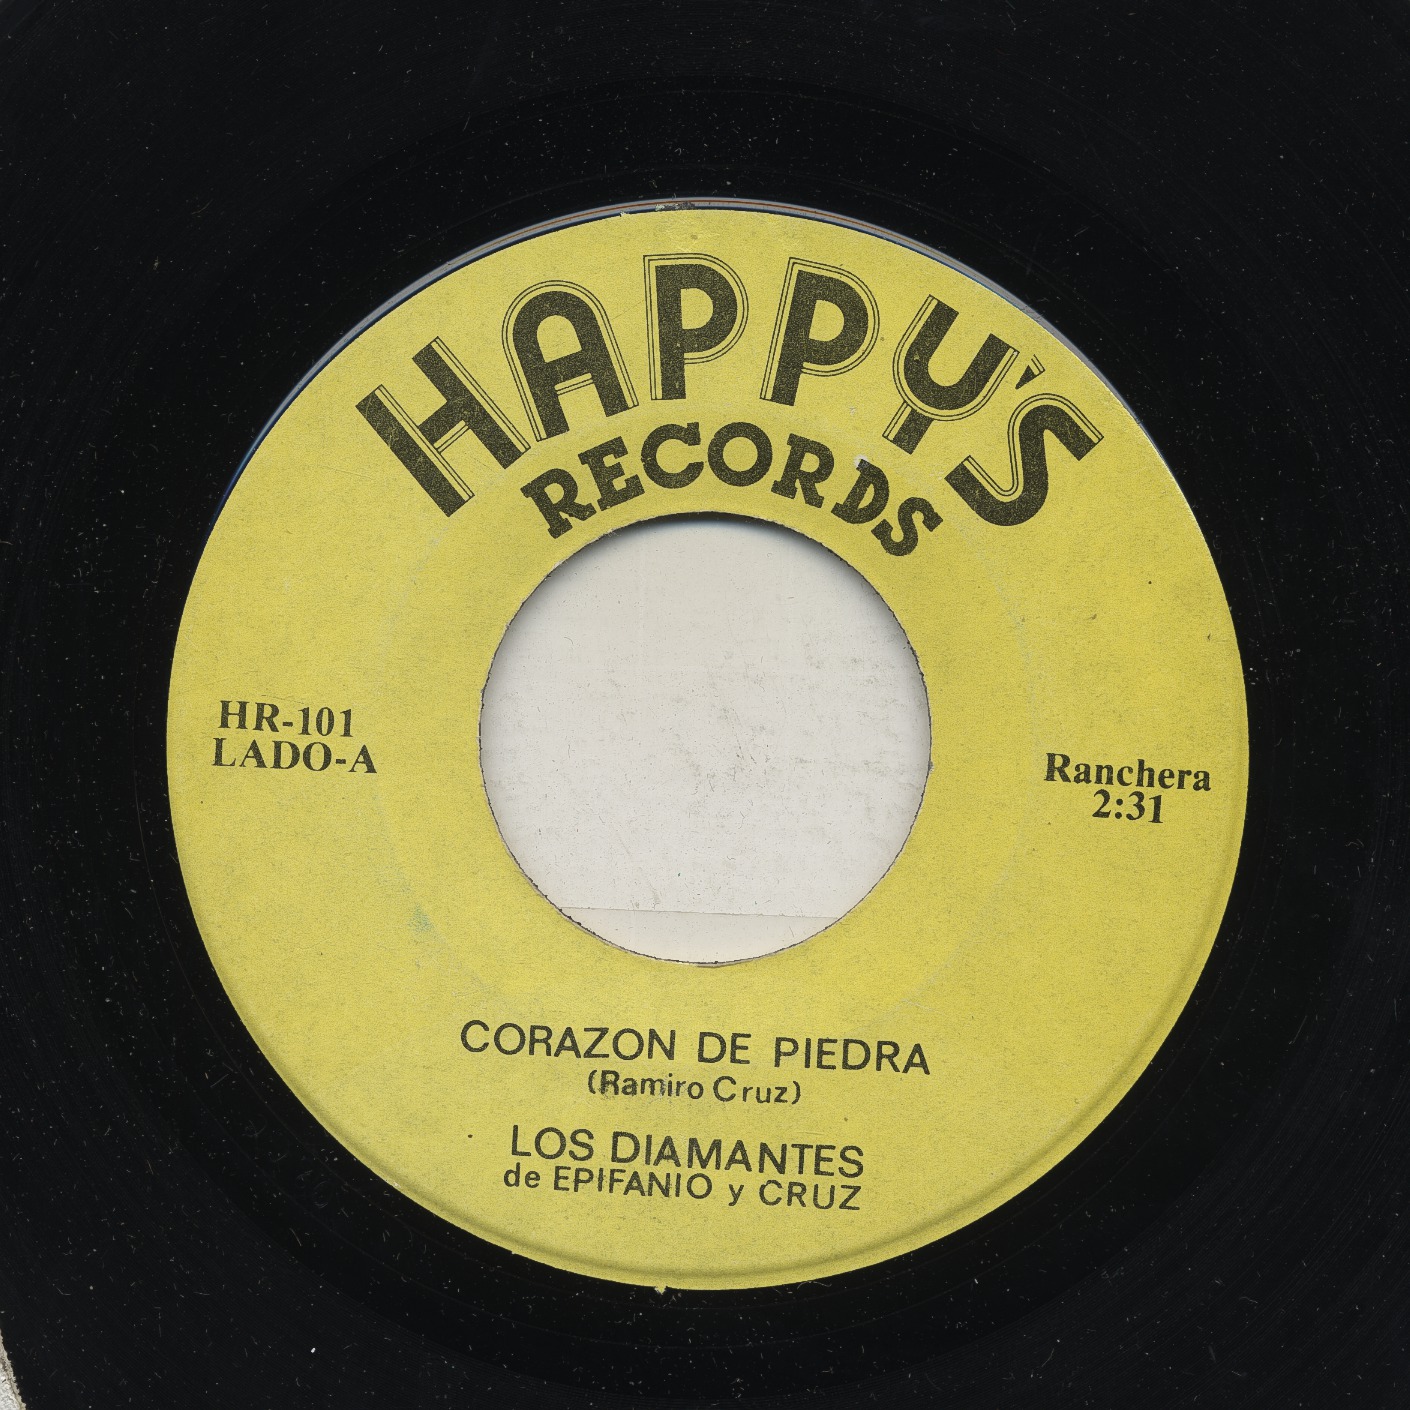 HAPPY'S
RECORDS
HR-101
LADO-A
Ranchera
2:31
CORAZON DE PIEDRA
(Ramiro Cruz)
LOS DIAMANTES
de EPIFANIO y CRUZ